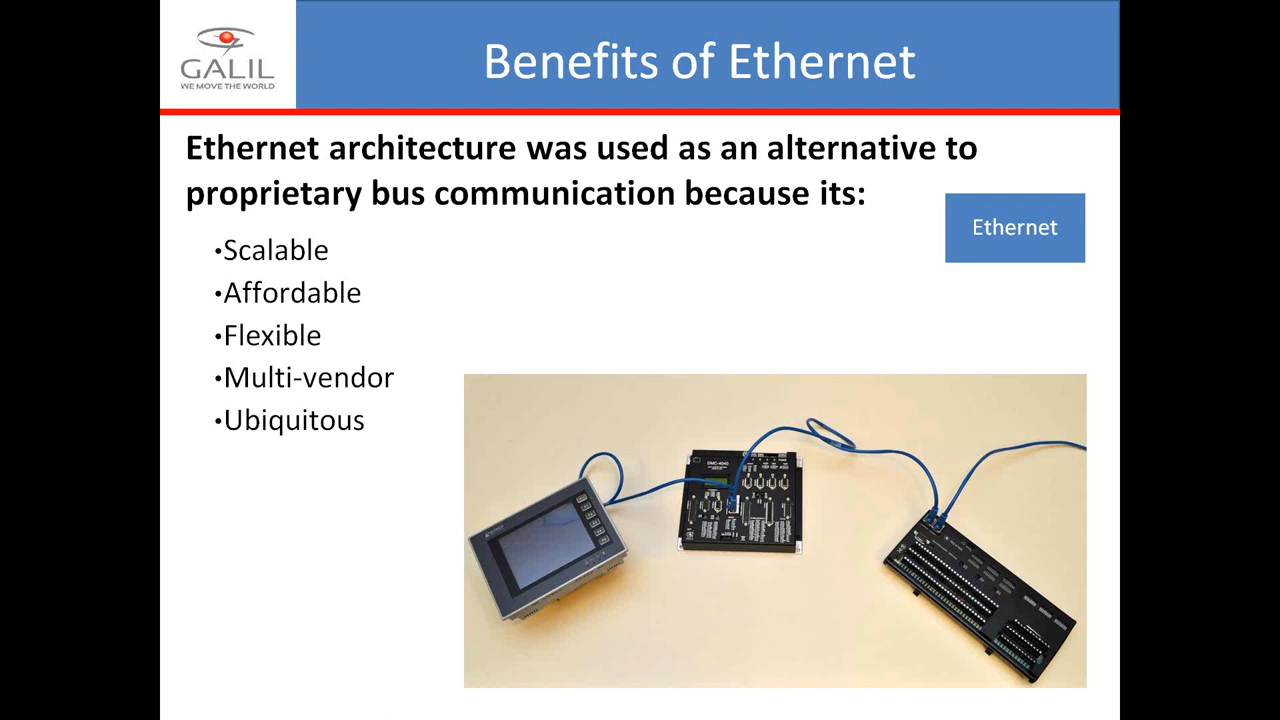 GALIL
WE MOVE THE WORLD
Benefits of Ethernet
Ethernet architecture was used as an alternative to
proprietary bus communication because its:
Ethernet
•Scalable
•Affordable
•Flexible
•Multi-vendor
•Ubiquitous
DMC-4040